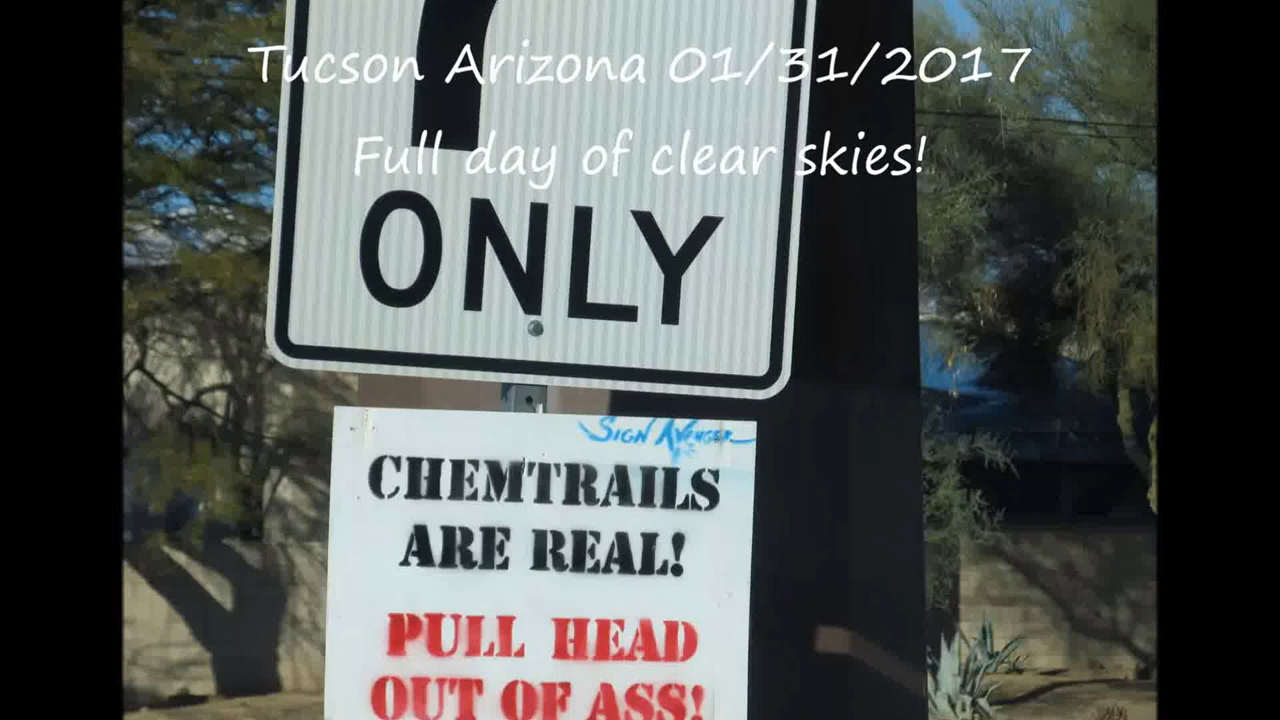 Tucson Arizona 01/31/2017
Full day of clear skies!
ONLY
Sign Avenger
CHEMTRAILS
ARE REAL!
PULL HEAD
OUT OF ASS!